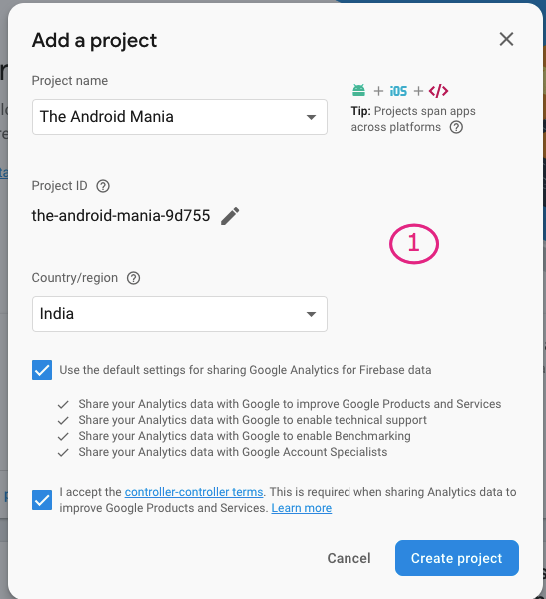 Add a project
Project name
The Android Mania
+ iOS + </>
Tip: Projects span apps
across platforms ?
Project ID ?
the-android-mania-9d755
1
Country/region ?
India
Use the default settings for sharing Google Analytics for Firebase data
Share your Analytics data with Google to improve Google Products and Services
Share your Analytics data with Google to enable technical support
Share your Analytics data with Google to enable Benchmarking
Share your Analytics data with Google Account Specialists
I accept the controller-controller terms. This is required when sharing Analytics data to
improve Google Products and Services. Learn more
Cancel
Create project